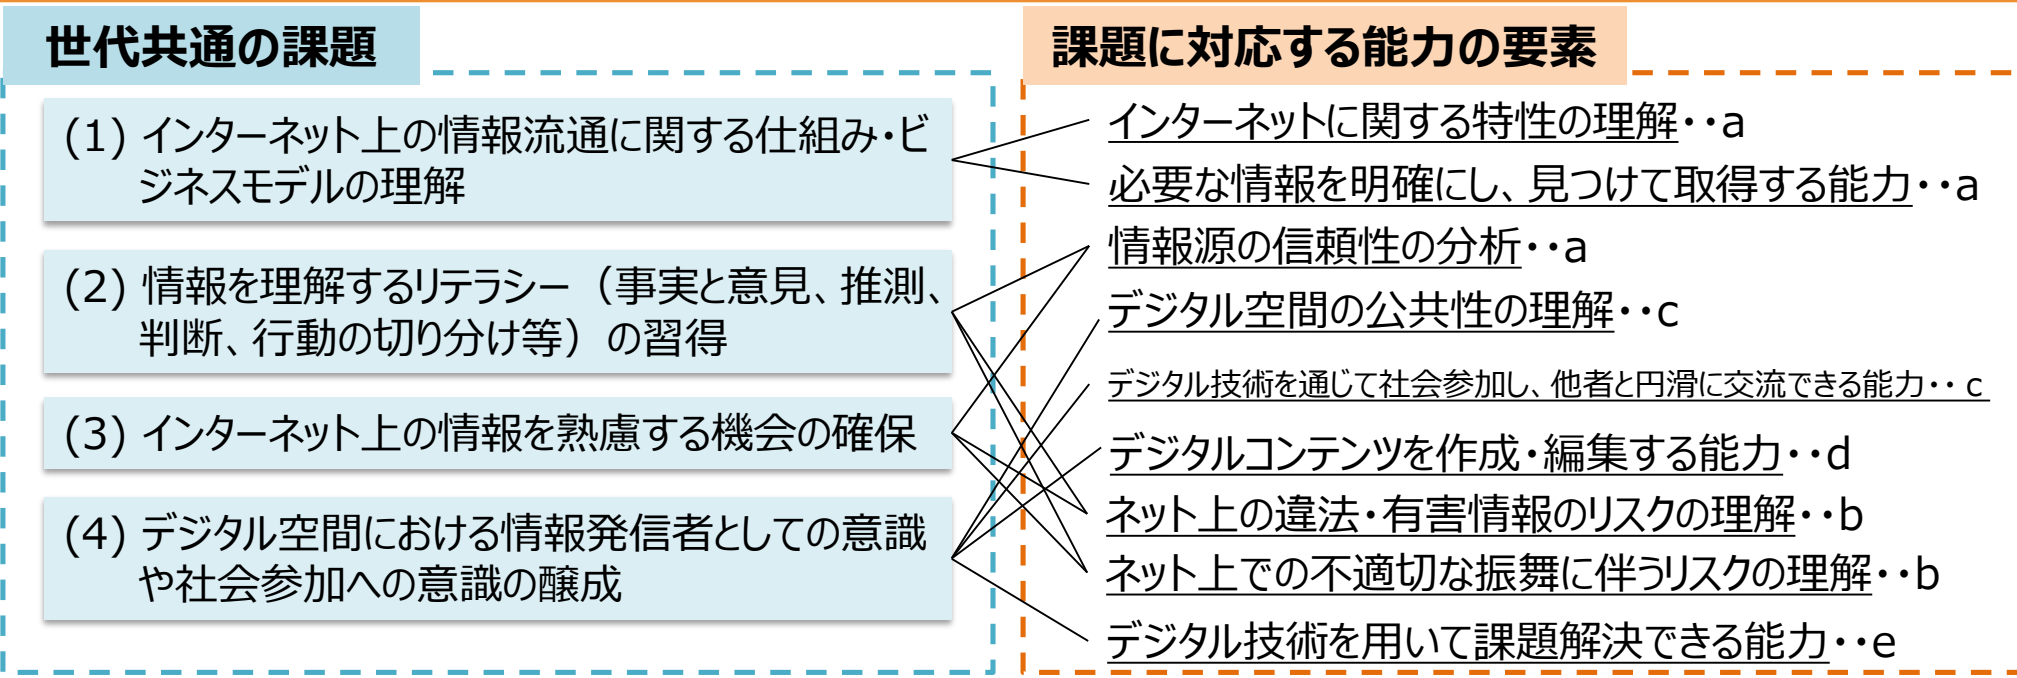 世代共通の課題
(1) インターネット上の情報流通に関する仕組み・ビ
ジネスモデルの理解
(2) 情報を理解するリテラシー（事実と意見、推測、
判断、行動の切り分け等）の習得
(3) インターネット上の情報を熟慮する機会の確保
(4) デジタル空間における情報発信者としての意識
や社会参加への意識の醸成
課題に対応する能力の要素
インターネットに関する特性の理解・・a
必要な情報を明確にし、見つけて取得する能力・・a
情報源の信頼性の分析・・a
デジタル空間の公共性の理解・・c
デジタル技術を通じて社会参加し、他者と円滑に交流できる能力・・ c
デジタルコンテンツを作成・編集する能力・・d
ネット上の違法・有害情報のリスクの理解・・b
ネット上での不適切な振舞に伴うリスクの理解・・b
デジタル技術を用いて課題解決できる能力・・e